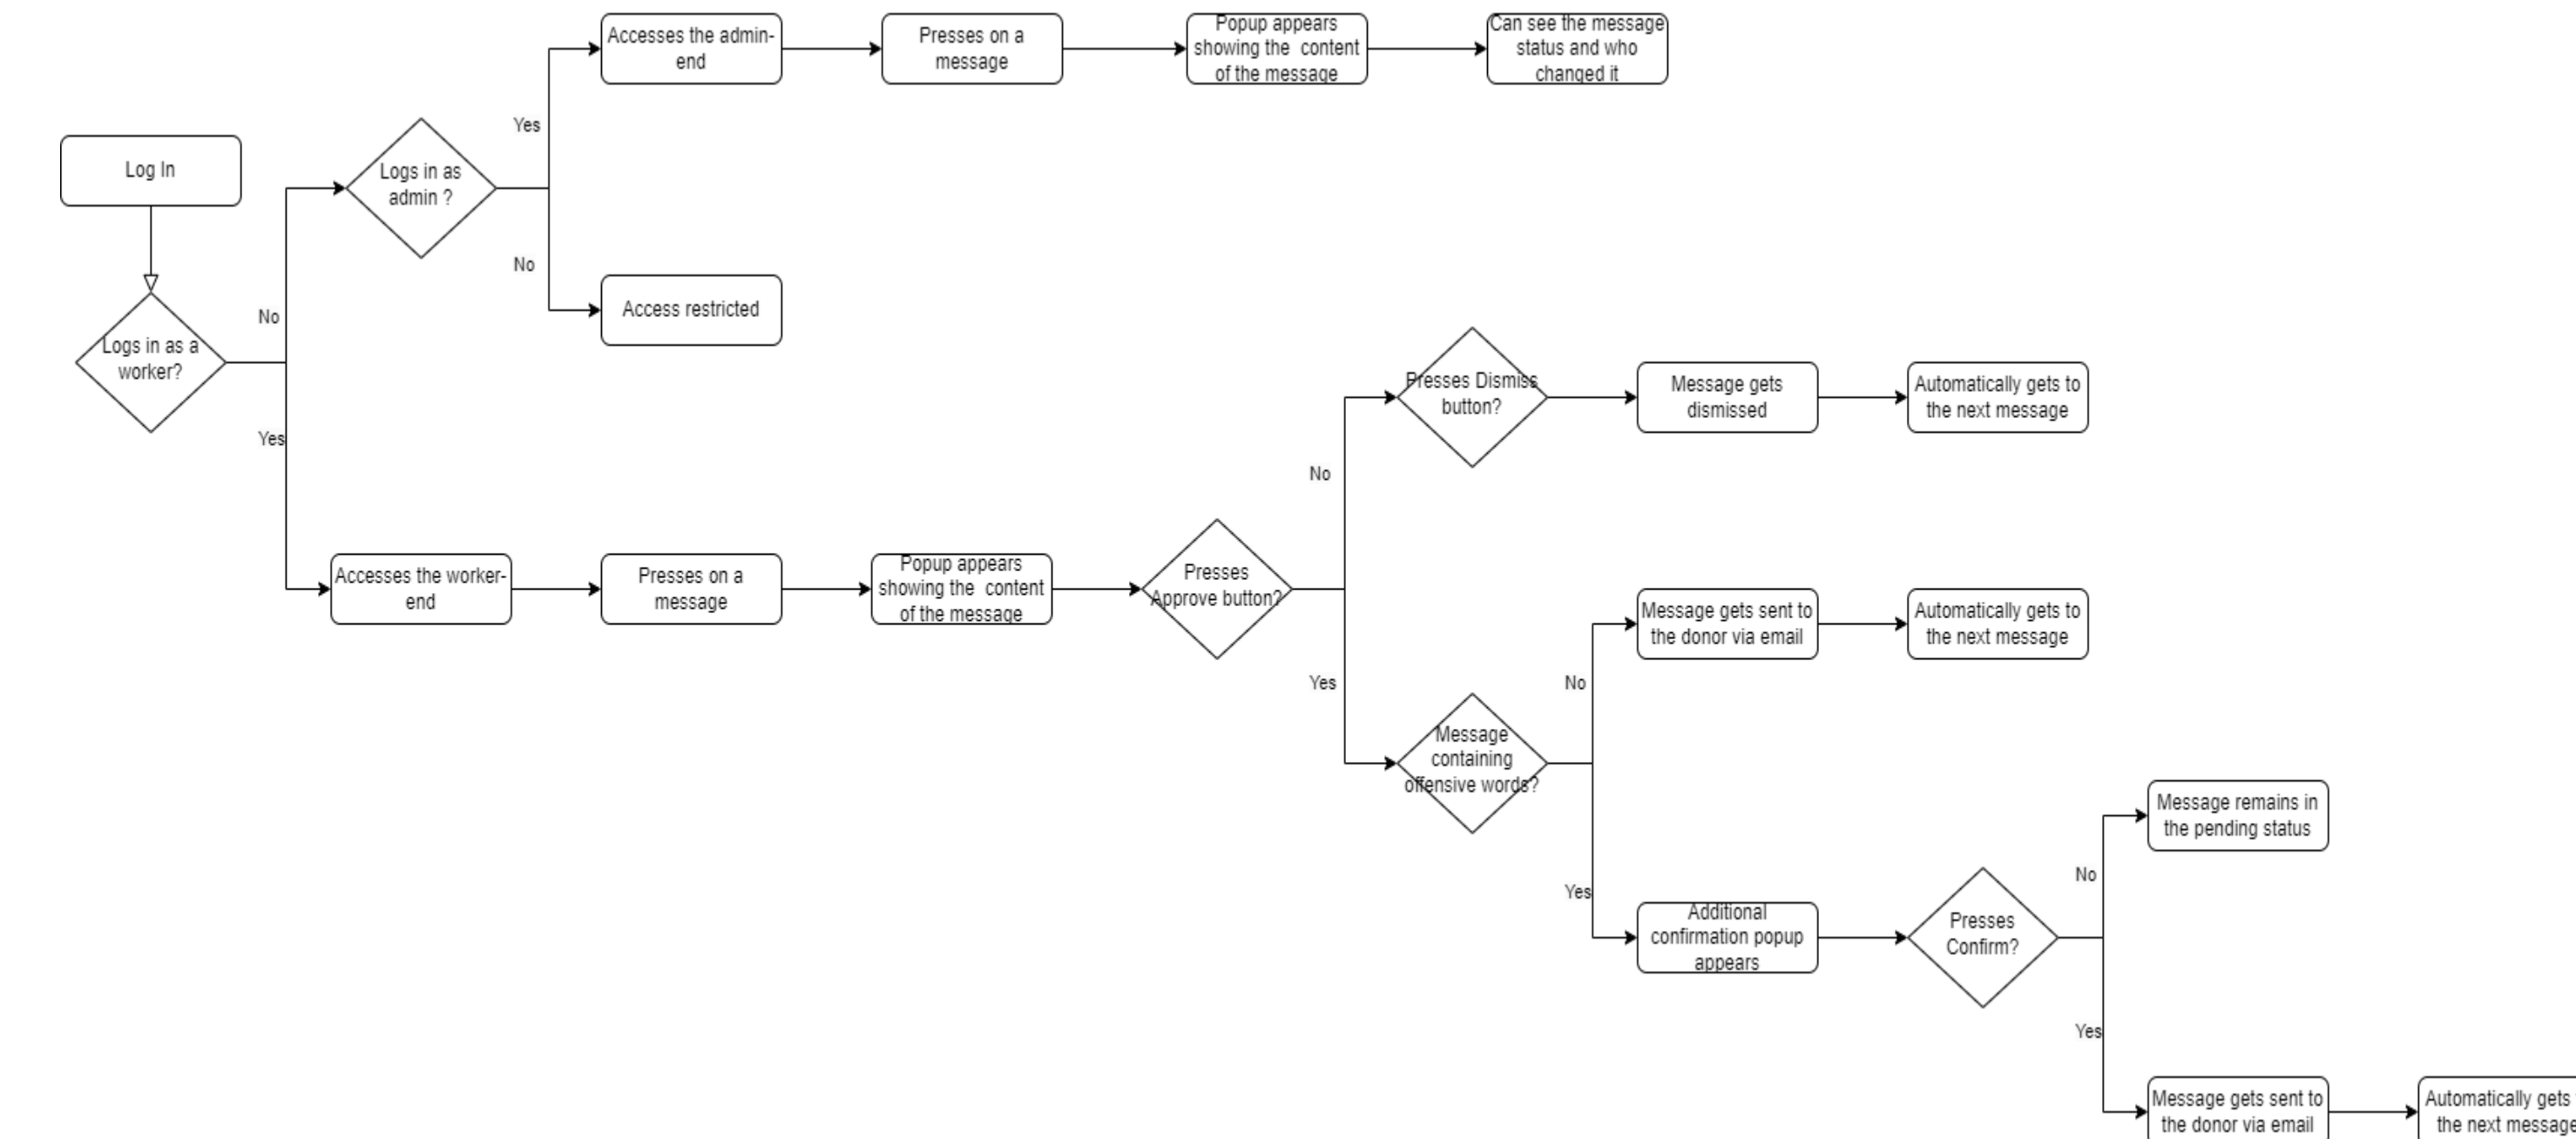 Log In
Logs in as a
worker?
No
Yes
Logs in as
admin ?
Yes
No
Accesses the admin-
end
Presses on a
message
Popup appears
showing the  content
of the message
Can see the message
status and who
changed it
Access restricted
Accesses the worker-
end
Presses on a
message
Popup appears
showing the  content
of the message
Presses
Approve button?
No
Yes
Presses Dismiss
button?
Message gets
dismissed
Automatically gets to
the next message
Message
containing
offensive words?
No
Yes
Message gets sent to
the donor via email
Automatically gets to
the next message
Additional
confirmation popup
appears
Presses
Confirm?
No
Yes
Message remains in
the pending status
Message gets sent to
the donor via email
Automatically gets
the next message